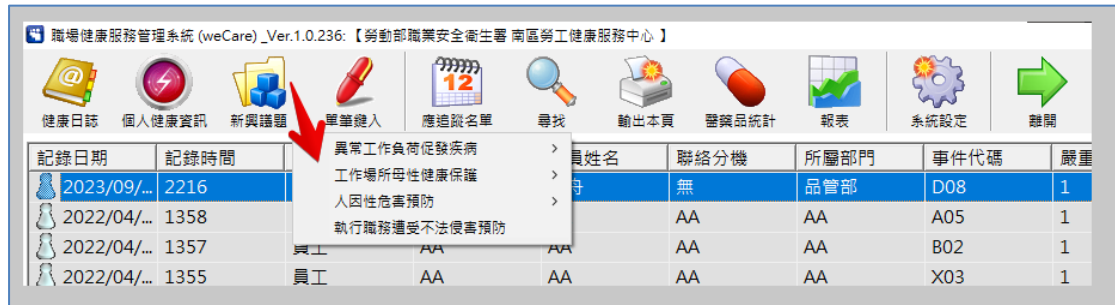 職場健康服務管理系統 (weCare) _Ver.1.0.236: 【 勞動部職業安全衛生署 南區勞工健康服務中心 】
12
健康日誌 個人健康資訊 新興議題 單筆鍵入 應追蹤名單 尋找 輸出本頁 醫藥品統計 報表 系統設定 離開
記錄日期 記錄時間 員姓名 聯絡分機 所屬部門 事件代碼 嚴重
異常工作負荷促發疾病 >
工作場所母性健康保護 >
人因性危害預防 >
執行職務遭受不法侵害預防
2023/09/... 2216 無 品管部 D08 1
2022/04/... 1358 AA AA A05 1
2022/04/... 1357 員工 AA AA AA AA B02 1
2022/04/... 1355 員工 AA AA AA AA X03 1